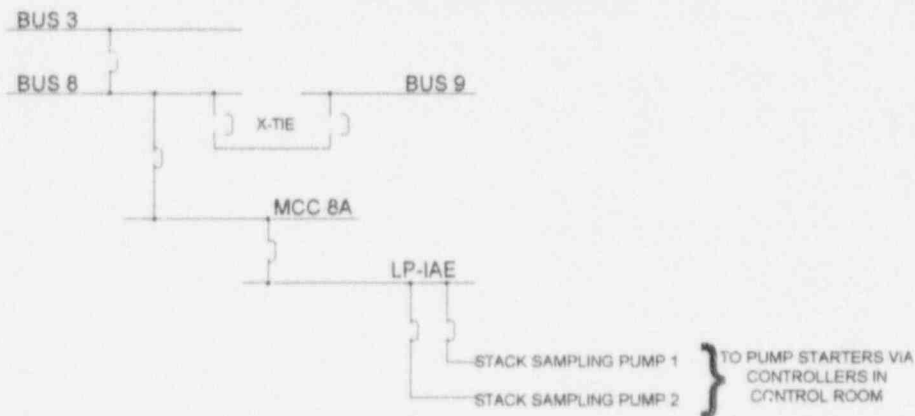 BUS 3
BUS 8
BUS 9
X-TIE
MCC 8A
LP-IAE
STACK SAMPLING PUMP 1
STACK SAMPLING PUMP 2
TO PUMP STARTERS VIA
CONTROLLERS IN
CONTROL ROOM